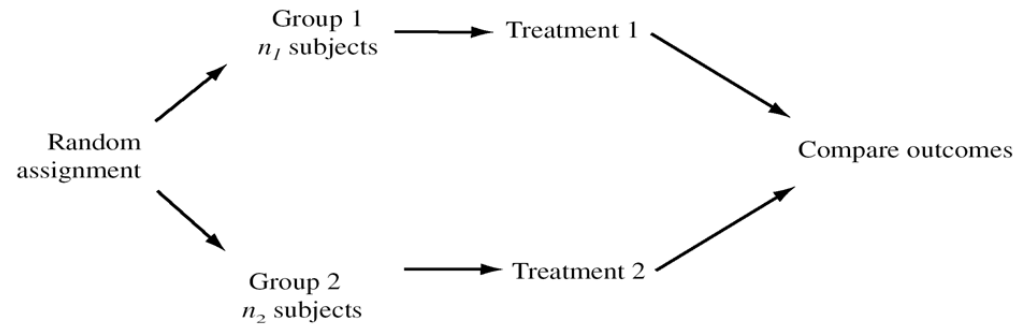 Group 1
n₁ subjects
Treatment 1
Random
assignment
Compare outcomes
Group 2
n₂ subjects
Treatment 2